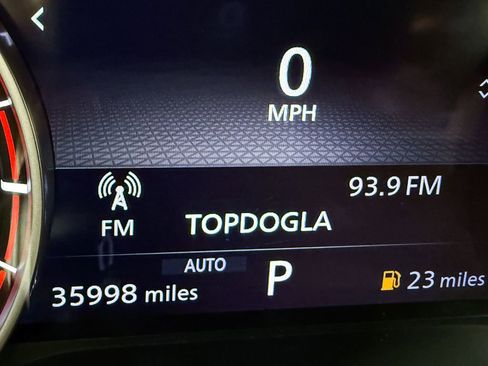 0
MPH
93.9 FM
FM
TOPDOGLA
AUTO
35998 miles
P
23 miles